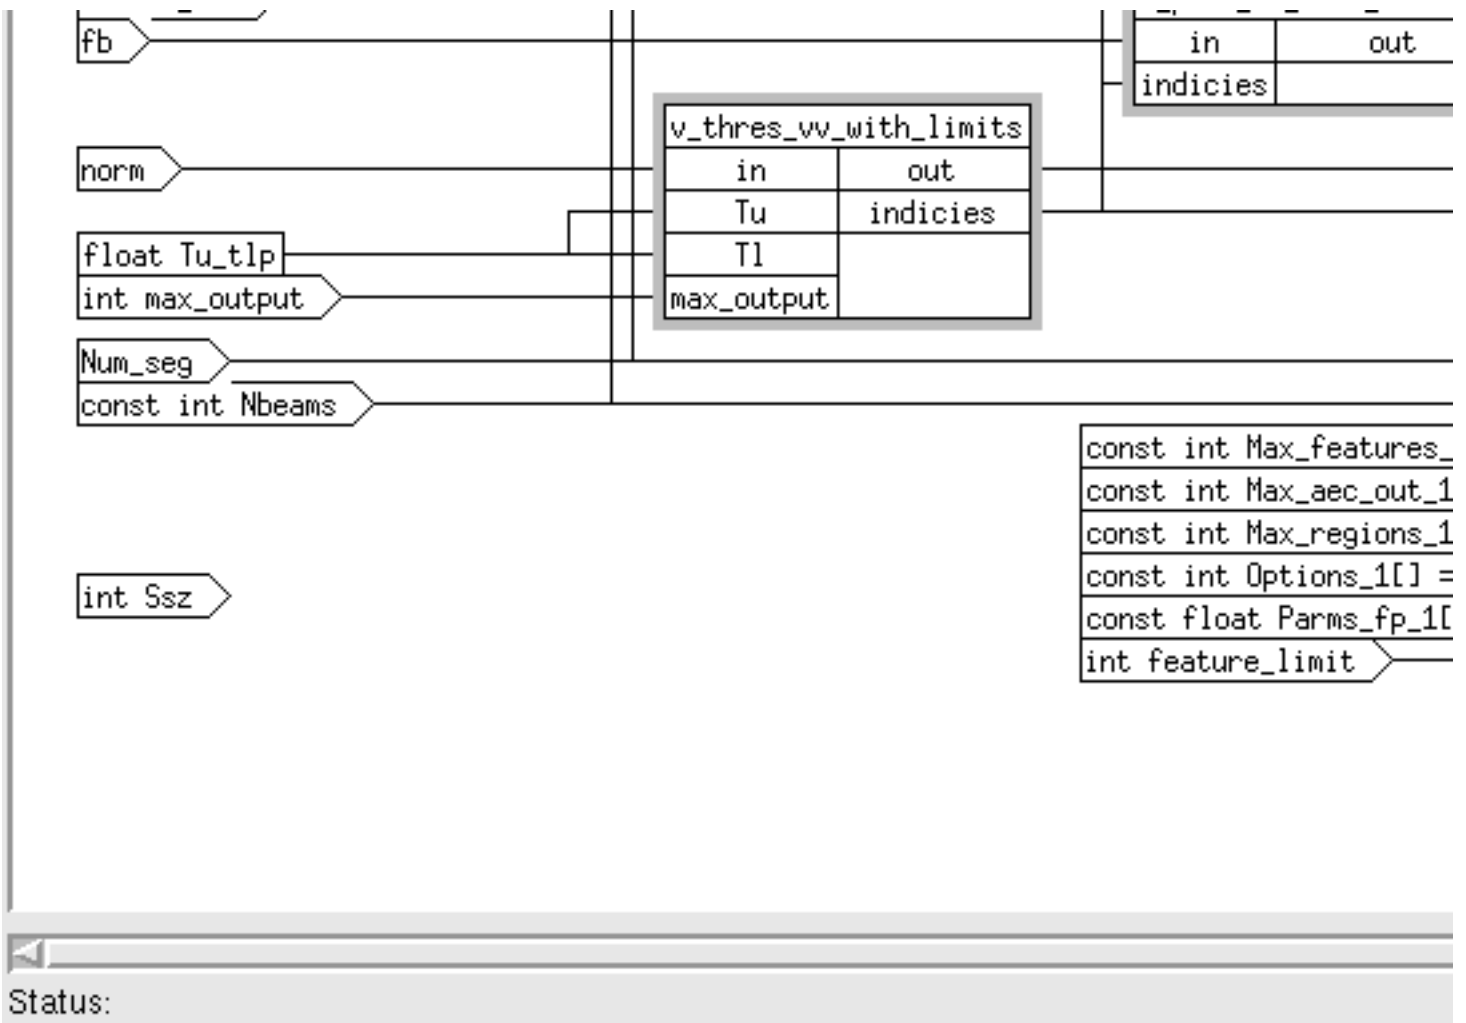 fb
in out
indicies
v_thres_vv_with_limits
norm
in out
Tu indicies
float Tu_tlp
Tl
int max_output
max_output
Num_seg
const int Nbeams
const int Max_features_
const int Max_aec_out_1
const int Max_regions_1
const int Options_1[] =
int Ssz
const float Parms_fp_1[
int feature_limit
Status: